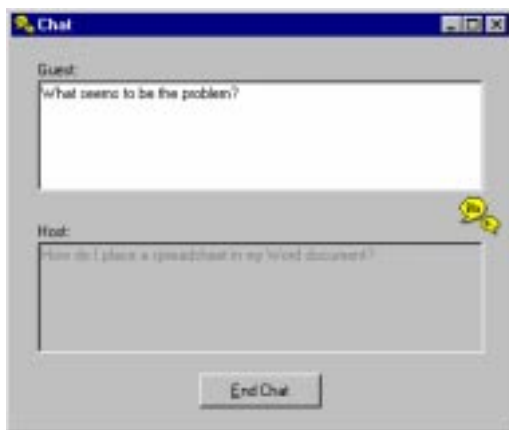 Chat
Guest:
What seems to be the problem?
Host:
How do I place a spreadsheet in my Word document?
End Chat